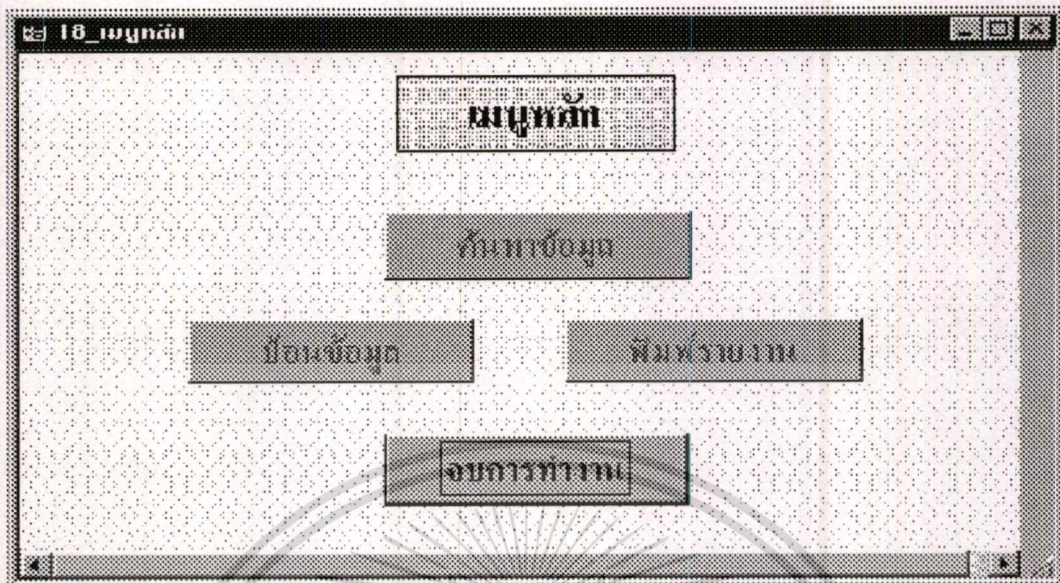 18_เมนูหลัก
เมนูหลัก
ค้นหาข้อมูล
ป้อนข้อมูล
พิมพ์รายงาน
จบการทำงาน